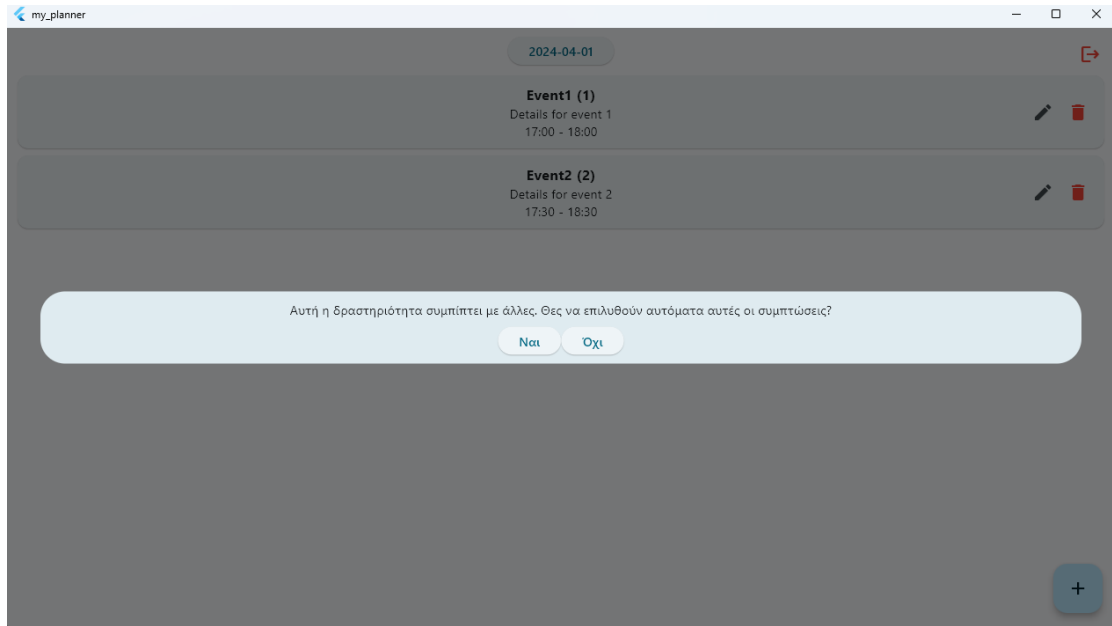 my_planner
2024-04-01
Event1 (1)
Details for event 1
17:00 - 18:00
Event2 (2)
Details for event 2
17:30 - 18:30
Αυτή η δραστηριότητα συμπίπτει με άλλες. Θες να επιλυθούν αυτόματα αυτές οι συμπτώσεις?
Ναι Όχι
+